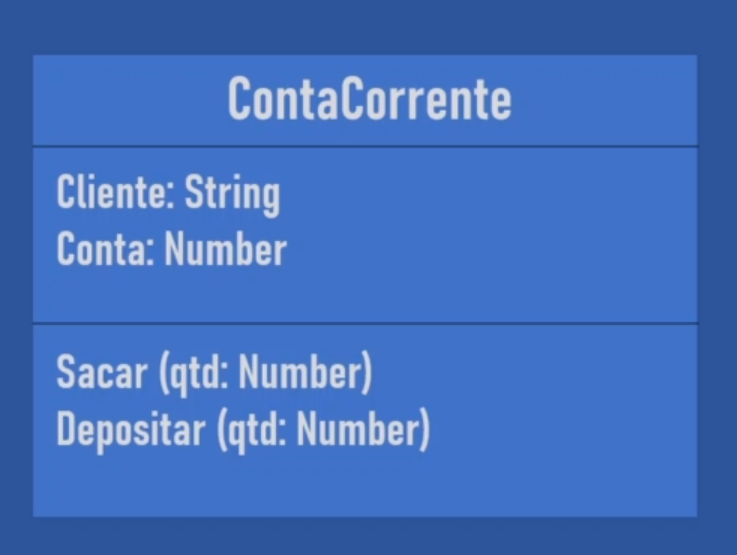 ContaCorrente
Cliente: String
Conta: Number
Sacar (qtd: Number)
Depositar (qtd: Number)